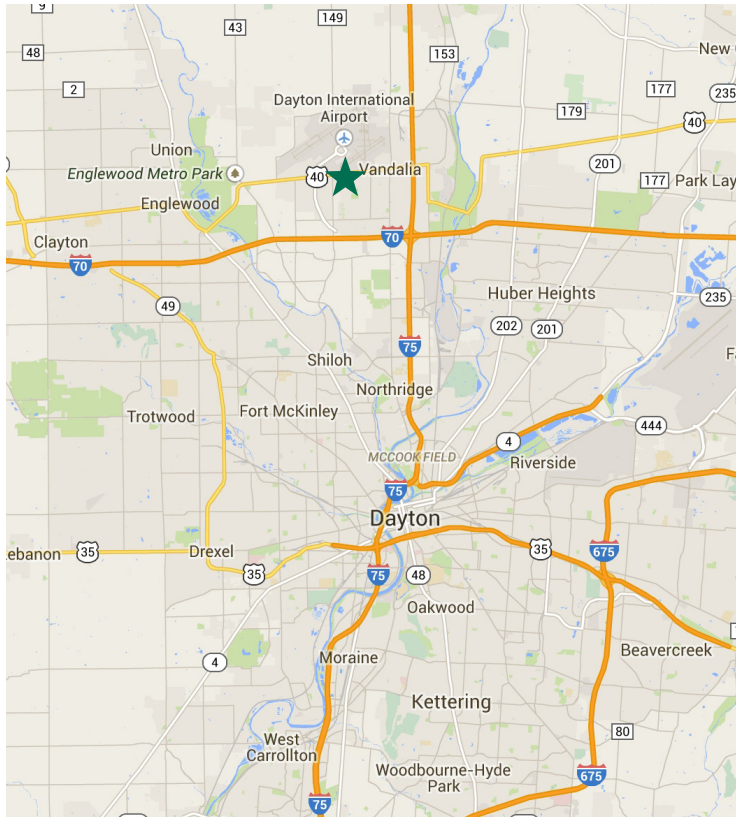 9
149
43
48
153
New
2
177
235
Dayton International
Airport
179
40
Union
201
Vandalia
Englewood Metro Park
40
177
Park Lay
Englewood
Clayton
70
70
Huber Heights
235
49
202
201
75
Shiloh
Northridge
Fort McKinley
Trotwood
444
4
MCCOOK FIELD
Riverside
75
Dayton
ebanon
35
Drexel
35
675
35
75
48
Oakwood
Beavercreek
4
Moraine
Kettering
80
West
Carrollton
Woodbourne-Hyde
Park
675
75